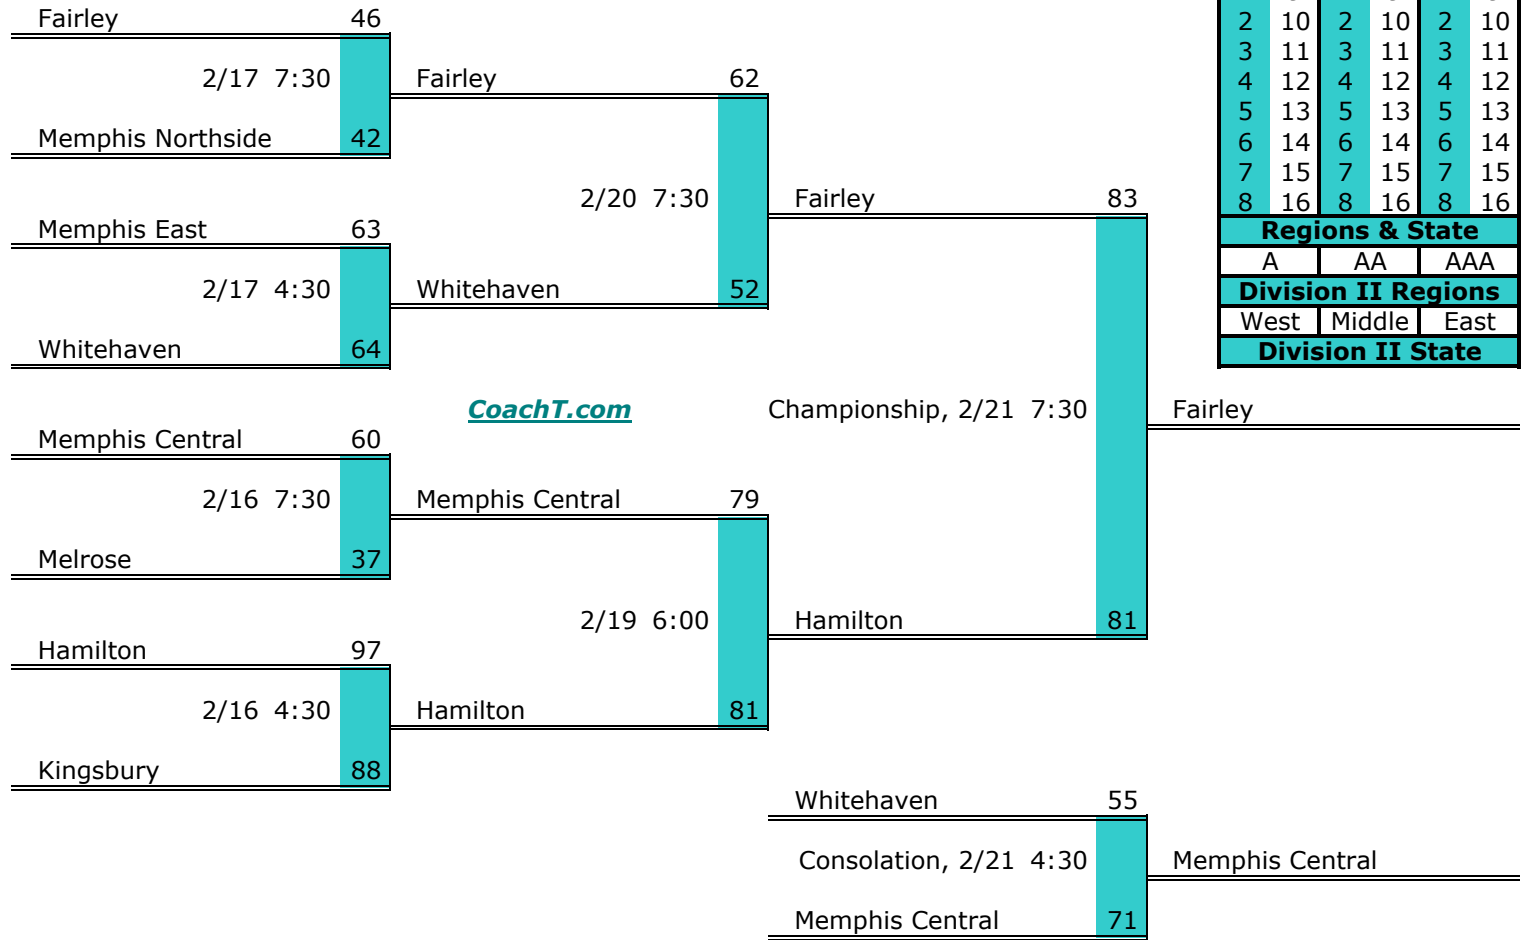 Fairley 46
2/17 7:30
Memphis Northside 42
Fairley 62
Memphis East 63
2/17 4:30
Whitehaven 64
Whitehaven 52
2/20 7:30
Fairley 83
CoachT.com
Championship, 2/21 7:30
Fairley
Memphis Central 60
2/16 7:30
Melrose 37
Memphis Central 79
2/19 6:00
Hamilton 81
Hamilton 97
2/16 4:30
Kingsbury 88
Hamilton 81
Whitehaven 55
Consolation, 2/21 4:30
Memphis Central 71
Memphis Central
2 10 2 10 2 10
3 11 3 11 3 11
4 12 4 12 4 12
5 13 5 13 5 13
6 14 6 14 6 14
7 15 7 15 7 15
8 16 8 16 8 16
Regions & State
A AA AAA
Division II Regions
West Middle East
Division II State